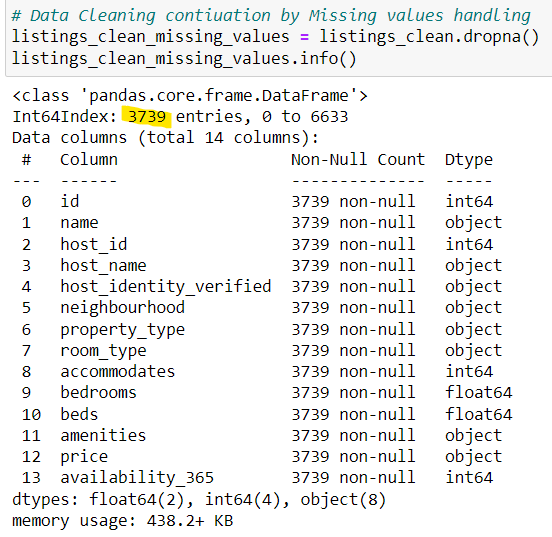 # Data Cleaning contiuation by Missing values handling
listings_clean_missing_values = listings_clean.dropna()
listings_clean_missing_values.info()
<class 'pandas.core.frame.DataFrame'>
Int64Index: 3739 entries, 0 to 6633
Data columns (total 14 columns):
 #   Column                  Non-Null Count  Dtype
---  ------                  --------------  -----
 0   id                      3739 non-null   int64
 1   name                    3739 non-null   object
 2   host_id                 3739 non-null   int64
 3   host_name               3739 non-null   object
 4   host_identity_verified  3739 non-null   object
 5   neighbourhood           3739 non-null   object
 6   property_type           3739 non-null   object
 7   room_type               3739 non-null   object
 8   accommodates            3739 non-null   int64
 9   bedrooms                3739 non-null   float64
 10  beds                    3739 non-null   float64
 11  amenities               3739 non-null   object
 12  price                   3739 non-null   object
 13  availability_365        3739 non-null   int64
dtypes: float64(2), int64(4), object(8)
memory usage: 438.2+ KB